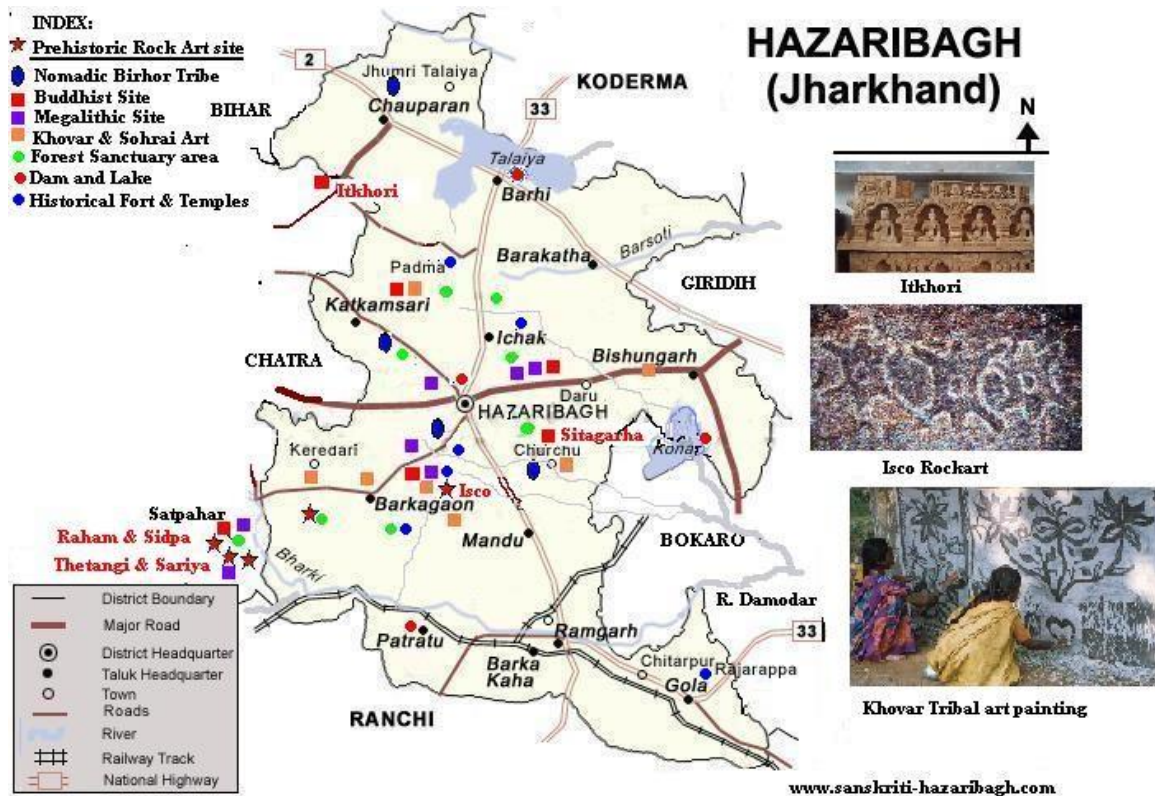 INDEX:
Prehistoric Rock Art site
Nomadic Birhor Tribe
Buddhist Site
Megalithic Site
Khovar & Sohrai Art
Forest Sanctuary area
Dam and Lake
Historical Fort & Temples
HAZARIBAGH
(Jharkhand)
N
2
Jhumri Talaiya
KODERMA
33
BIHAR
Chauparan
Talaiya
Barhi
Itkhori
Barsoti
Barakatha
Padma
GIRIDIH
Katkamsari
Ichak
CHATRA
Bishungarh
Daru
HAZARIBAGH
Sitagarha
Konar
Keredari
Churchu
Isco
Barkagaon
Satpahar
Raham & Sidpa
Thetangi & Sariya
Mandu
BOKARO
Bharki
R. Damodar
33
Patratu
Ramgarh
Barka
Kaha
Chitarpur
Rajarappa
Gola
RANCHI
District Boundary
Major Road
District Headquarter
Taluk Headquarter
Town
Roads
River
Railway Track
National Highway
Itkhori
Isco Rockart
Khovar Tribal art painting
www.sanskriti-hazaribagh.com